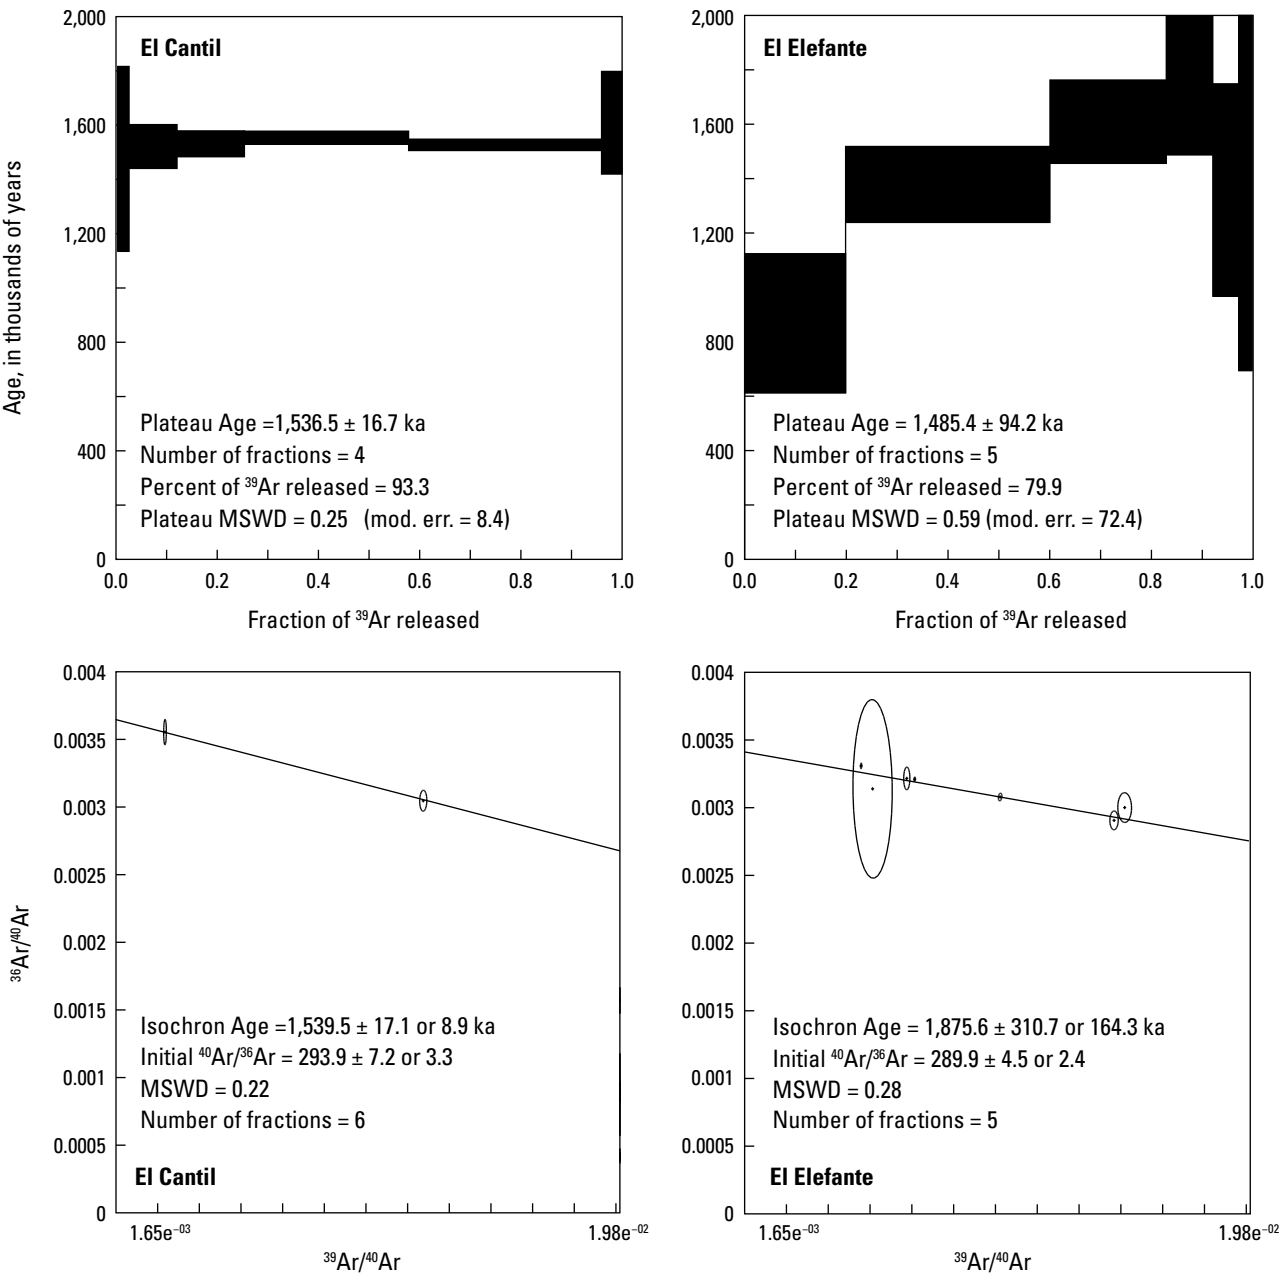 El Cantil
2,000
1,600
1,200
800
400
0
Age, in thousands of years
Plateau Age =1,536.5 ± 16.7 ka
Number of fractions = 4
Percent of ³⁹Ar released = 93.3
Plateau MSWD = 0.25 (mod. err. = 8.4)
0.0 0.2 0.4 0.6 0.8 1.0
Fraction of ³⁹Ar released
El Elefante
2,000
1,600
1,200
800
400
0
Plateau Age = 1,485.4 ± 94.2 ka
Number of fractions = 5
Percent of ³⁹Ar released = 79.9
Plateau MSWD = 0.59 (mod. err. = 72.4)
0.0 0.2 0.4 0.6 0.8 1.0
Fraction of ³⁹Ar released
0.004
0.0035
0.003
0.0025
0.002
0.0015
0.001
0.0005
0
³⁶Ar/⁴⁰Ar
Isochron Age =1,539.5 ± 17.1 or 8.9 ka
Initial ⁴⁰Ar/³⁶Ar = 293.9 ± 7.2 or 3.3
MSWD = 0.22
Number of fractions = 6
El Cantil
1.65e⁻⁰³ 1.98e⁻⁰²
³⁹Ar/⁴⁰Ar
0.004
0.0035
0.003
0.0025
0.002
0.0015
0.001
0.0005
0
Isochron Age = 1,875.6 ± 310.7 or 164.3 ka
Initial ⁴⁰Ar/³⁶Ar = 289.9 ± 4.5 or 2.4
MSWD = 0.28
Number of fractions = 5
El Elefante
1.65e⁻⁰³ 1.98e⁻⁰²
³⁹Ar/⁴⁰Ar